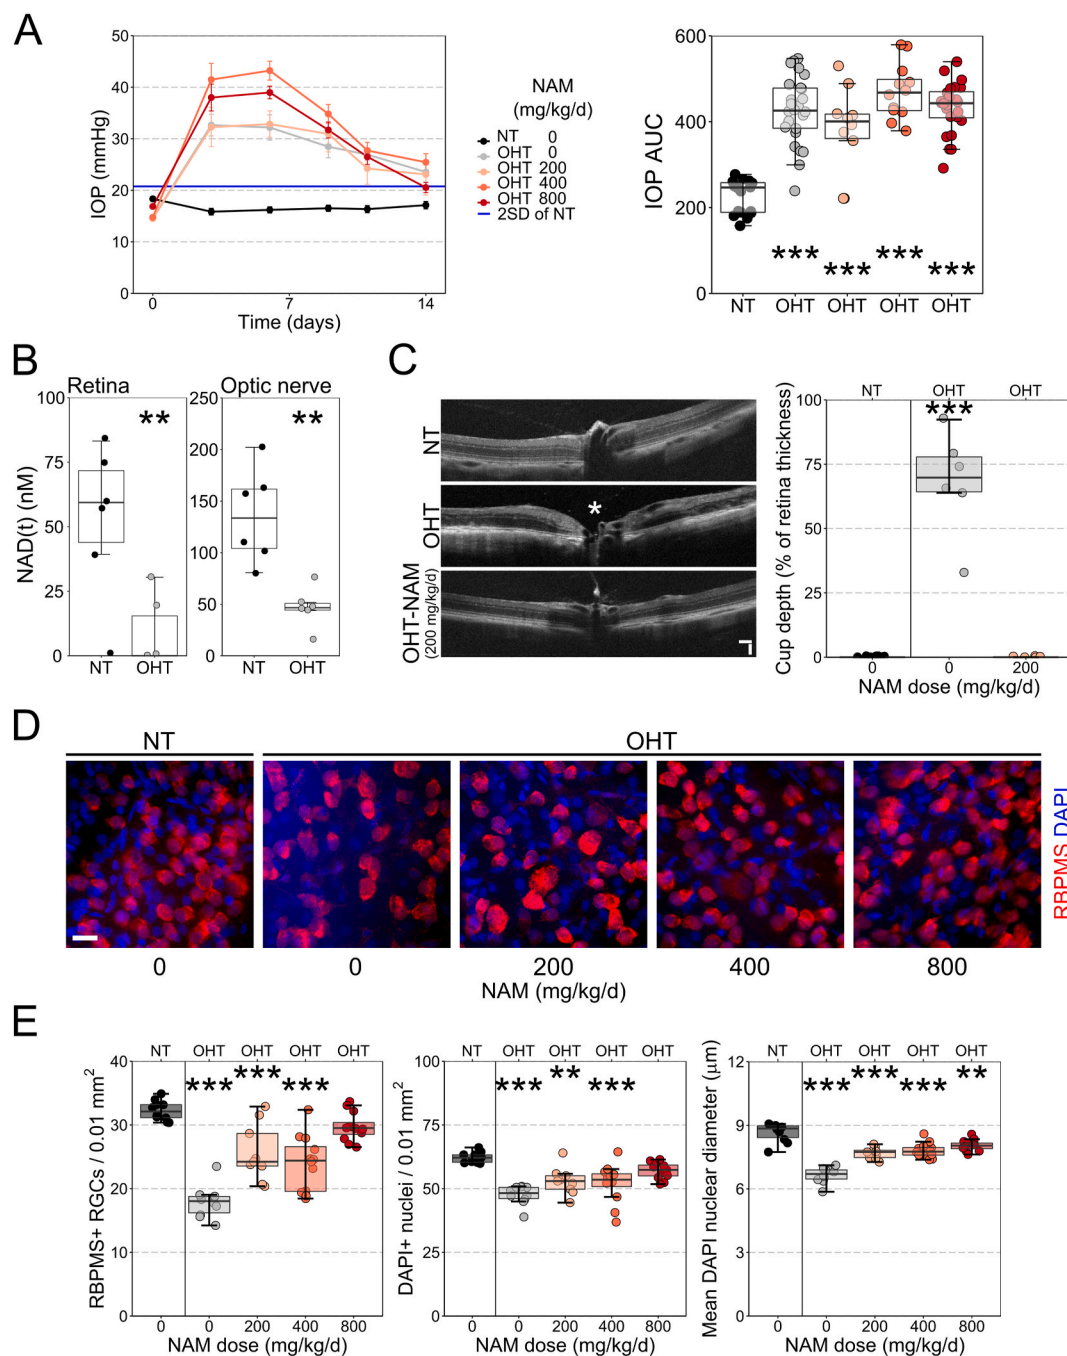 A
IOP (mmHg)
50
40
30
20
10
0
0
7
14
Time (days)
NAM
(mg/kg/d)
NT 0
OHT 0
OHT 200
OHT 400
OHT 800
2SD of NT
IOP AUC
600
400
200
0
*** *** *** ***
NT OHT OHT OHT OHT
B
Retina
Optic nerve
NAD(t) (nM)
100
75
50
25
0
**
NT OHT
250
200
150
100
50
0
**
NT OHT
C
NT
OHT
*
OHT-NAM
(200 mg/kg/d)
NT OHT OHT
***
Cup depth (% of retina thickness)
100
75
50
25
0
0 0 200
NAM dose (mg/kg/d)
D
NT OHT
RBPMS DAPI
0 0 200 400 800
NAM (mg/kg/d)
E
NT OHT OHT OHT OHT
*** *** ***
RBPMS+ RGCs / 0.01 mm²
40
30
20
10
0
0 0 200 400 800
NAM dose (mg/kg/d)
NT OHT OHT OHT OHT
*** ** ***
DAPI+ nuclei / 0.01 mm²
100
75
50
25
0
0 0 200 400 800
NAM dose (mg/kg/d)
NT OHT OHT OHT OHT
*** *** *** **
Mean DAPI nuclear diameter (μm)
12
9
6
3
0
0 0 200 400 800
NAM dose (mg/kg/d)